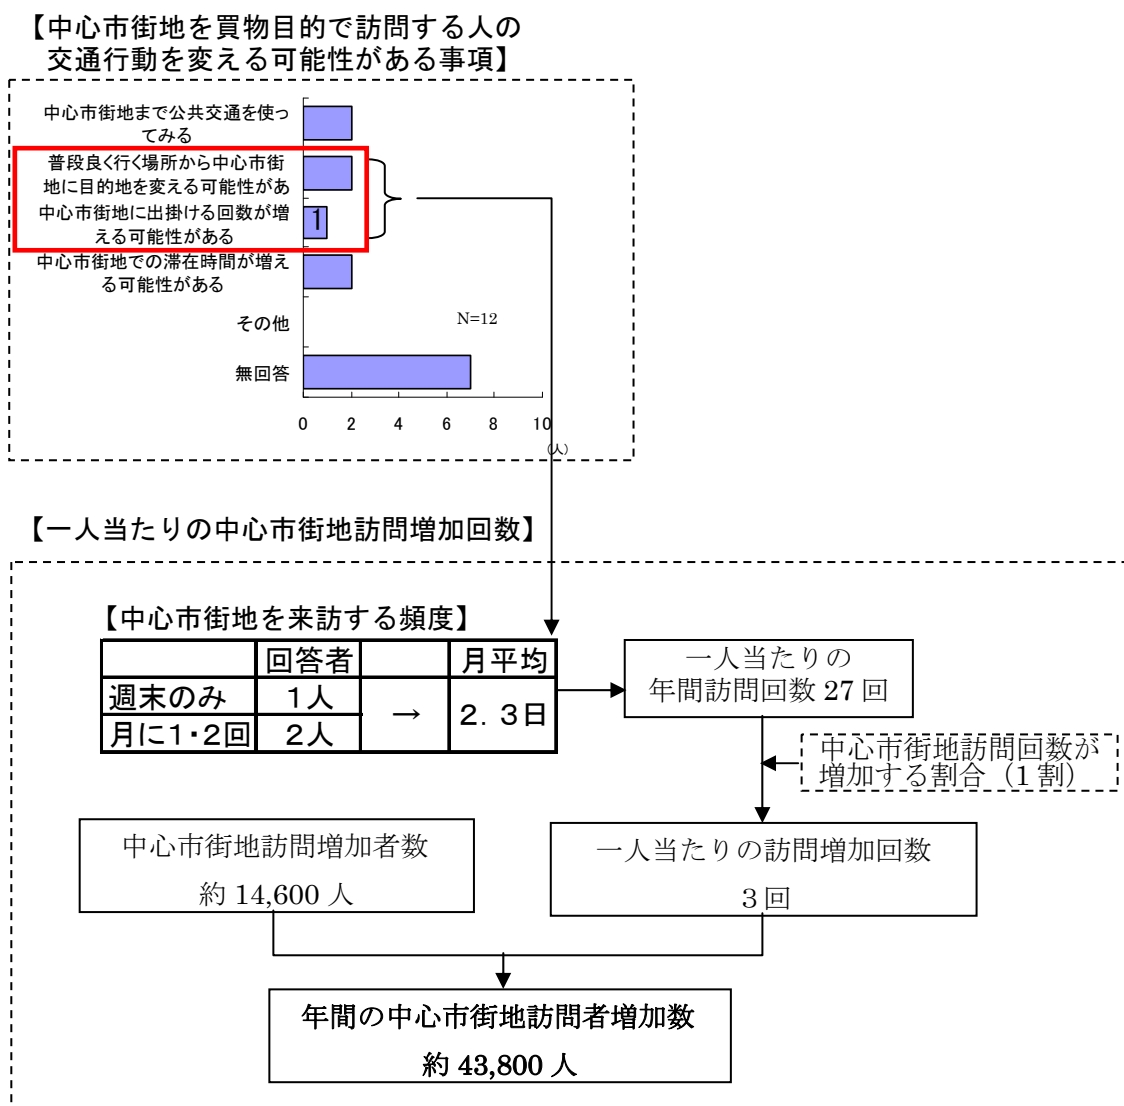 【中心市街地を買物目的で訪問する人の
交通行動を変える可能性がある事項】
中心市街地まで公共交通を使っ
てみる
普段良く行く場所から中心市街
地に目的地を変える可能性があ
中心市街地に出掛ける回数が増
える可能性がある
1
中心市街地での滞在時間が増え
る可能性がある
その他
N=12
無回答
0 2 4 6 8 10
(人)
【一人当たりの中心市街地訪問増加回数】
【中心市街地を来訪する頻度】
回答者 月平均
週末のみ 1人 → 2.3日
月に1・2回 2人
一人当たりの
年間訪問回数 27 回
中心市街地訪問回数が
増加する割合（1 割）
中心市街地訪問増加者数
約 14,600 人
一人当たりの訪問増加回数
３回
年間の中心市街地訪問者増加数
約 43,800 人